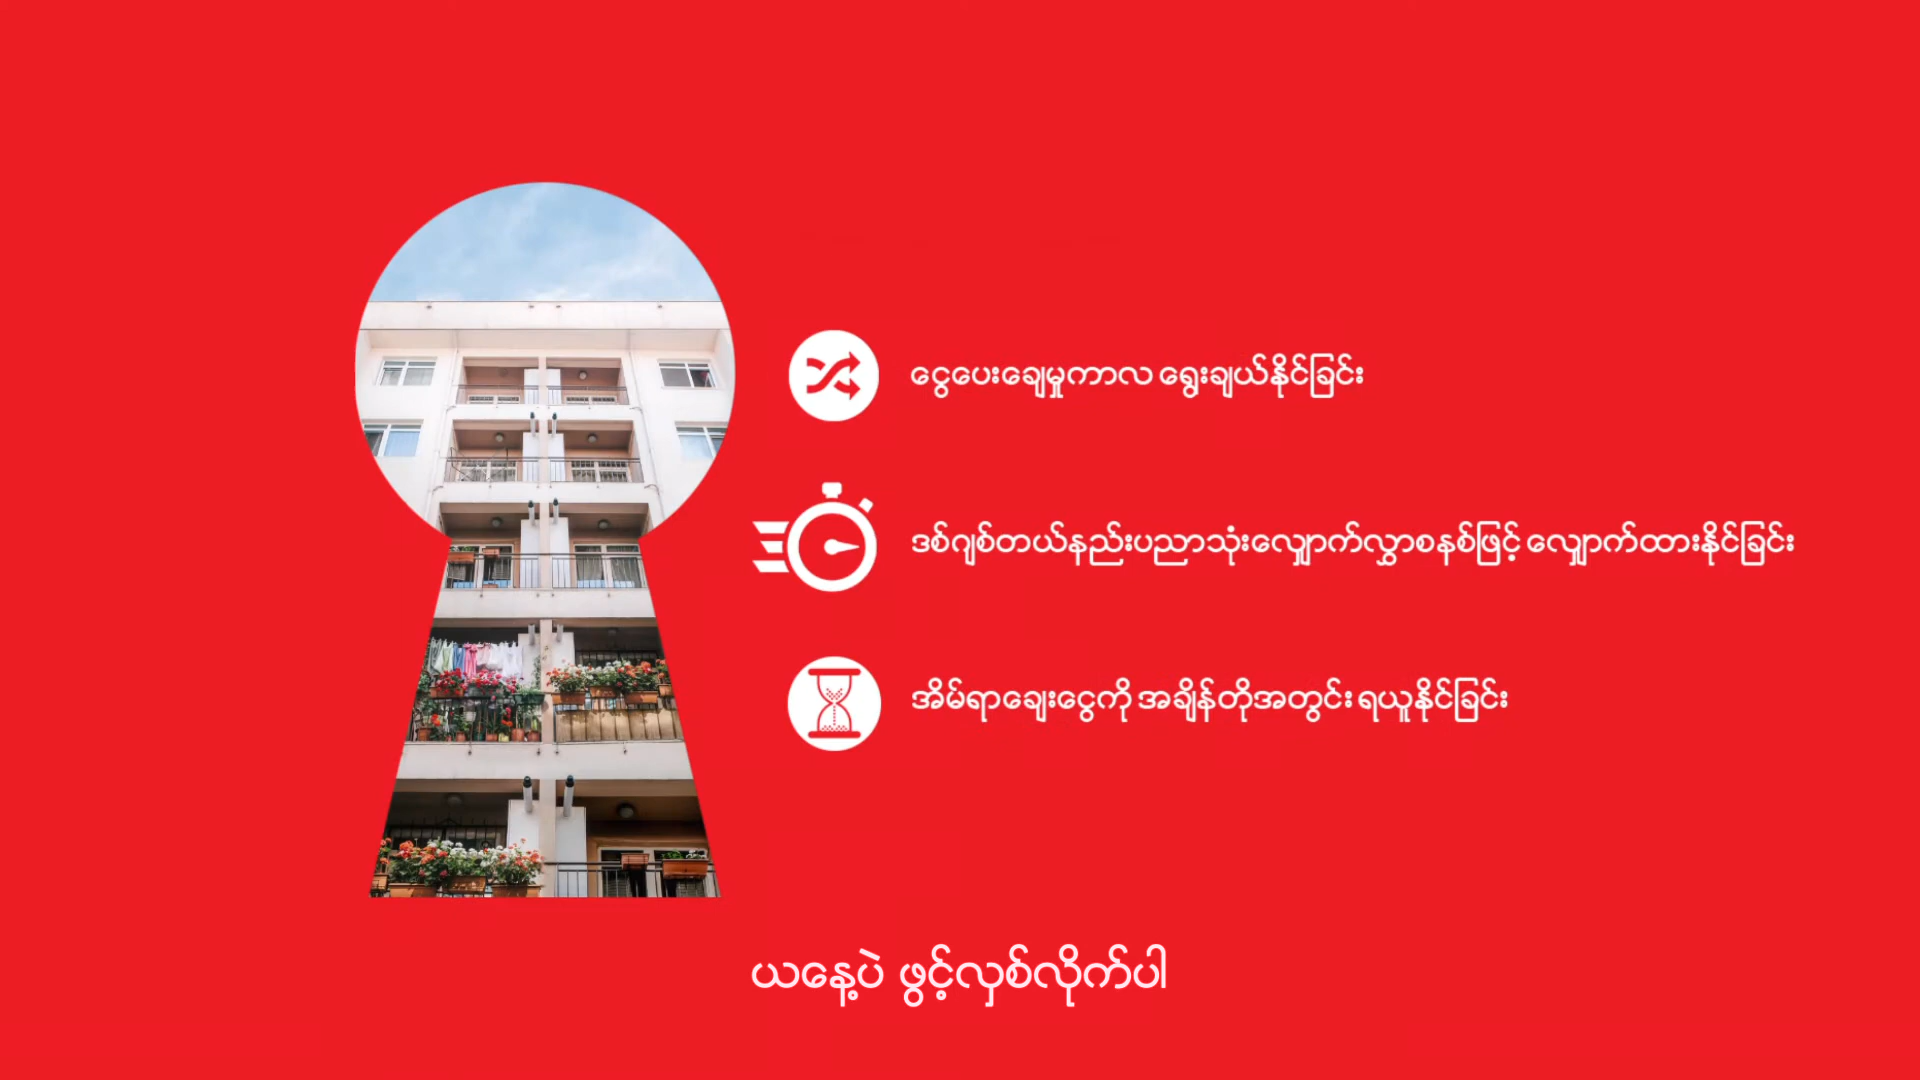 ငွေပေးချေမှုကာလ ရွေးချယ်နိုင်ခြင်း
ဒစ်ဂျစ်တယ်နည်းပညာသုံးလျှောက်လွှာစနစ်ဖြင့် လျှောက်ထားနိုင်ခြင်း
အိမ်ရာချေးငွေကို အချိန်တိုအတွင်း ရယူနိုင်ခြင်း
ယနေ့ပဲ ဖွင့်လှစ်လိုက်ပါ